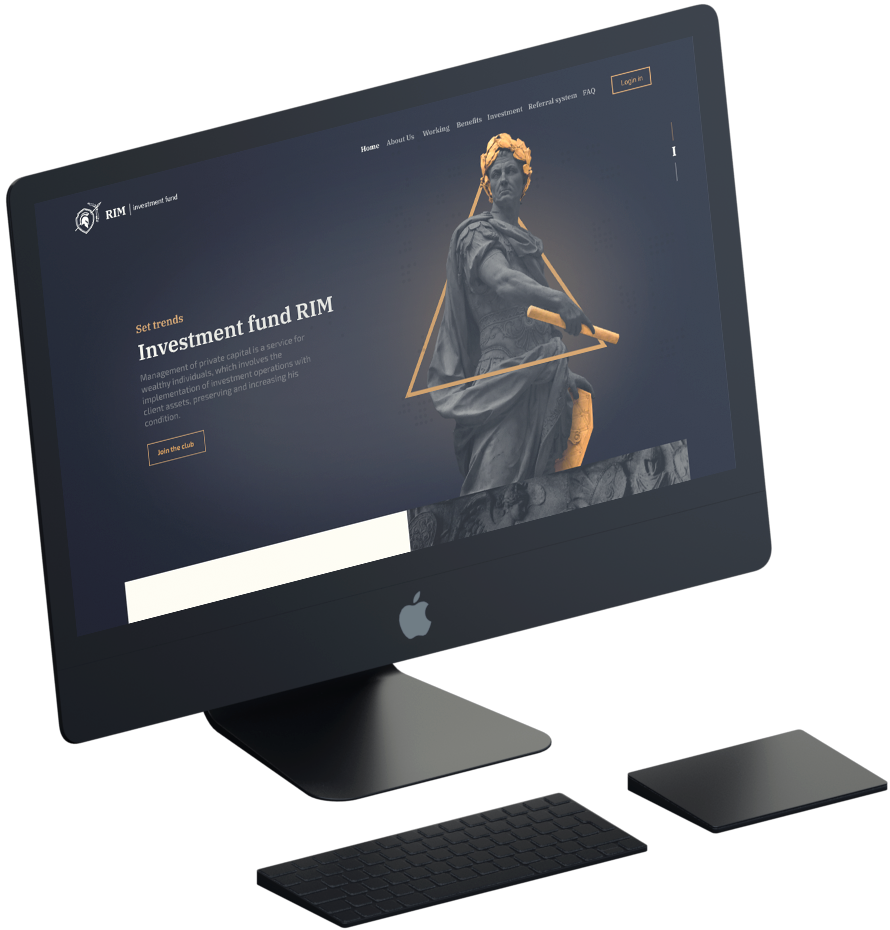 Home About Us Working Benefits Investment Referral system FAQ Login in
I
RIM investment fund
Set trends
Investment fund RIM
Management of private capital is a service for
wealthy individuals, which involves the
implementation of investment operations with
client assets, preserving and increasing his
condition.
Join the club